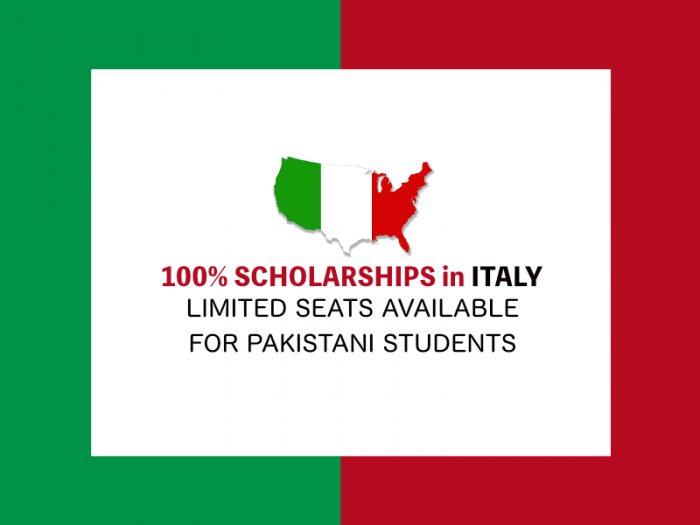 100% SCHOLARSHIPS in ITALY
LIMITED SEATS AVAILABLE
FOR PAKISTANI STUDENTS